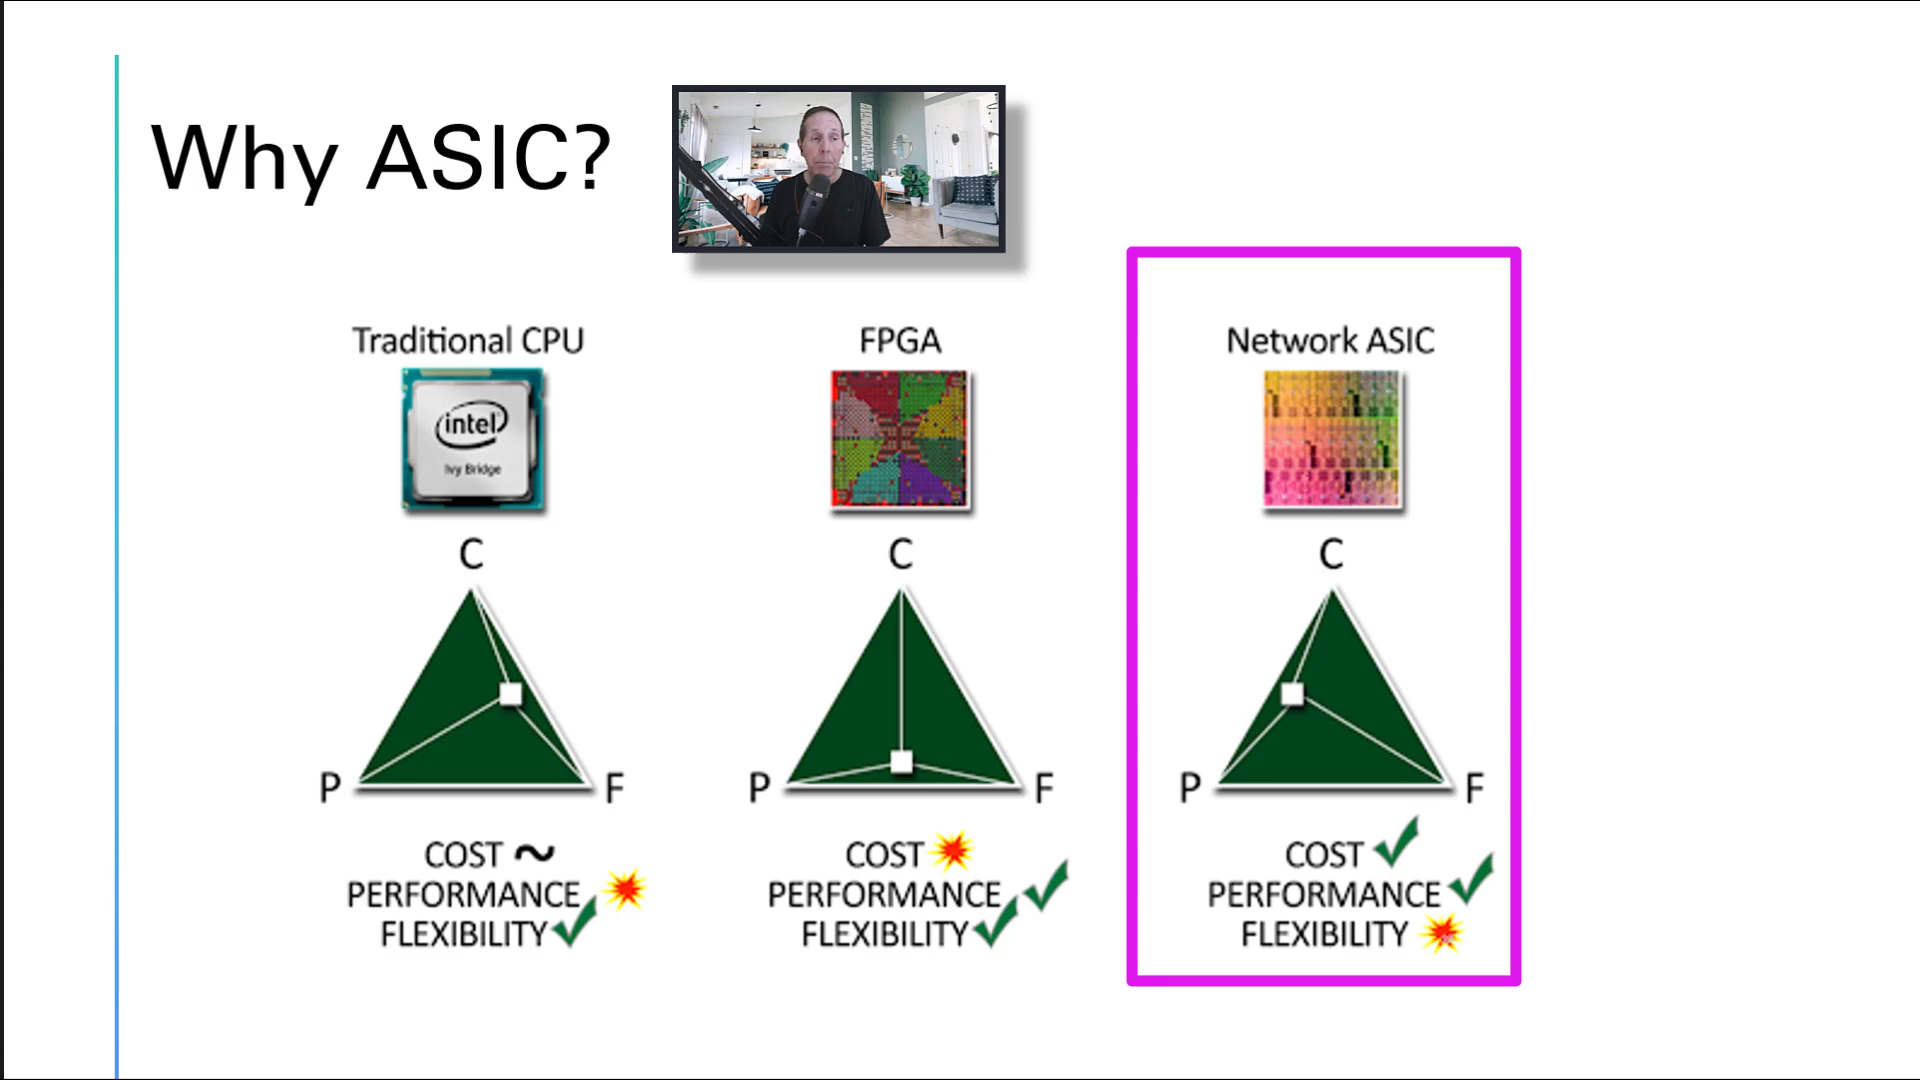 Why ASIC?
Traditional CPU
intel
Ivy Bridge
C
P
F
COST ~
PERFORMANCE
FLEXIBILITY
FPGA
C
P
F
COST
PERFORMANCE
FLEXIBILITY
Network ASIC
C
P
F
COST
PERFORMANCE
FLEXIBILITY